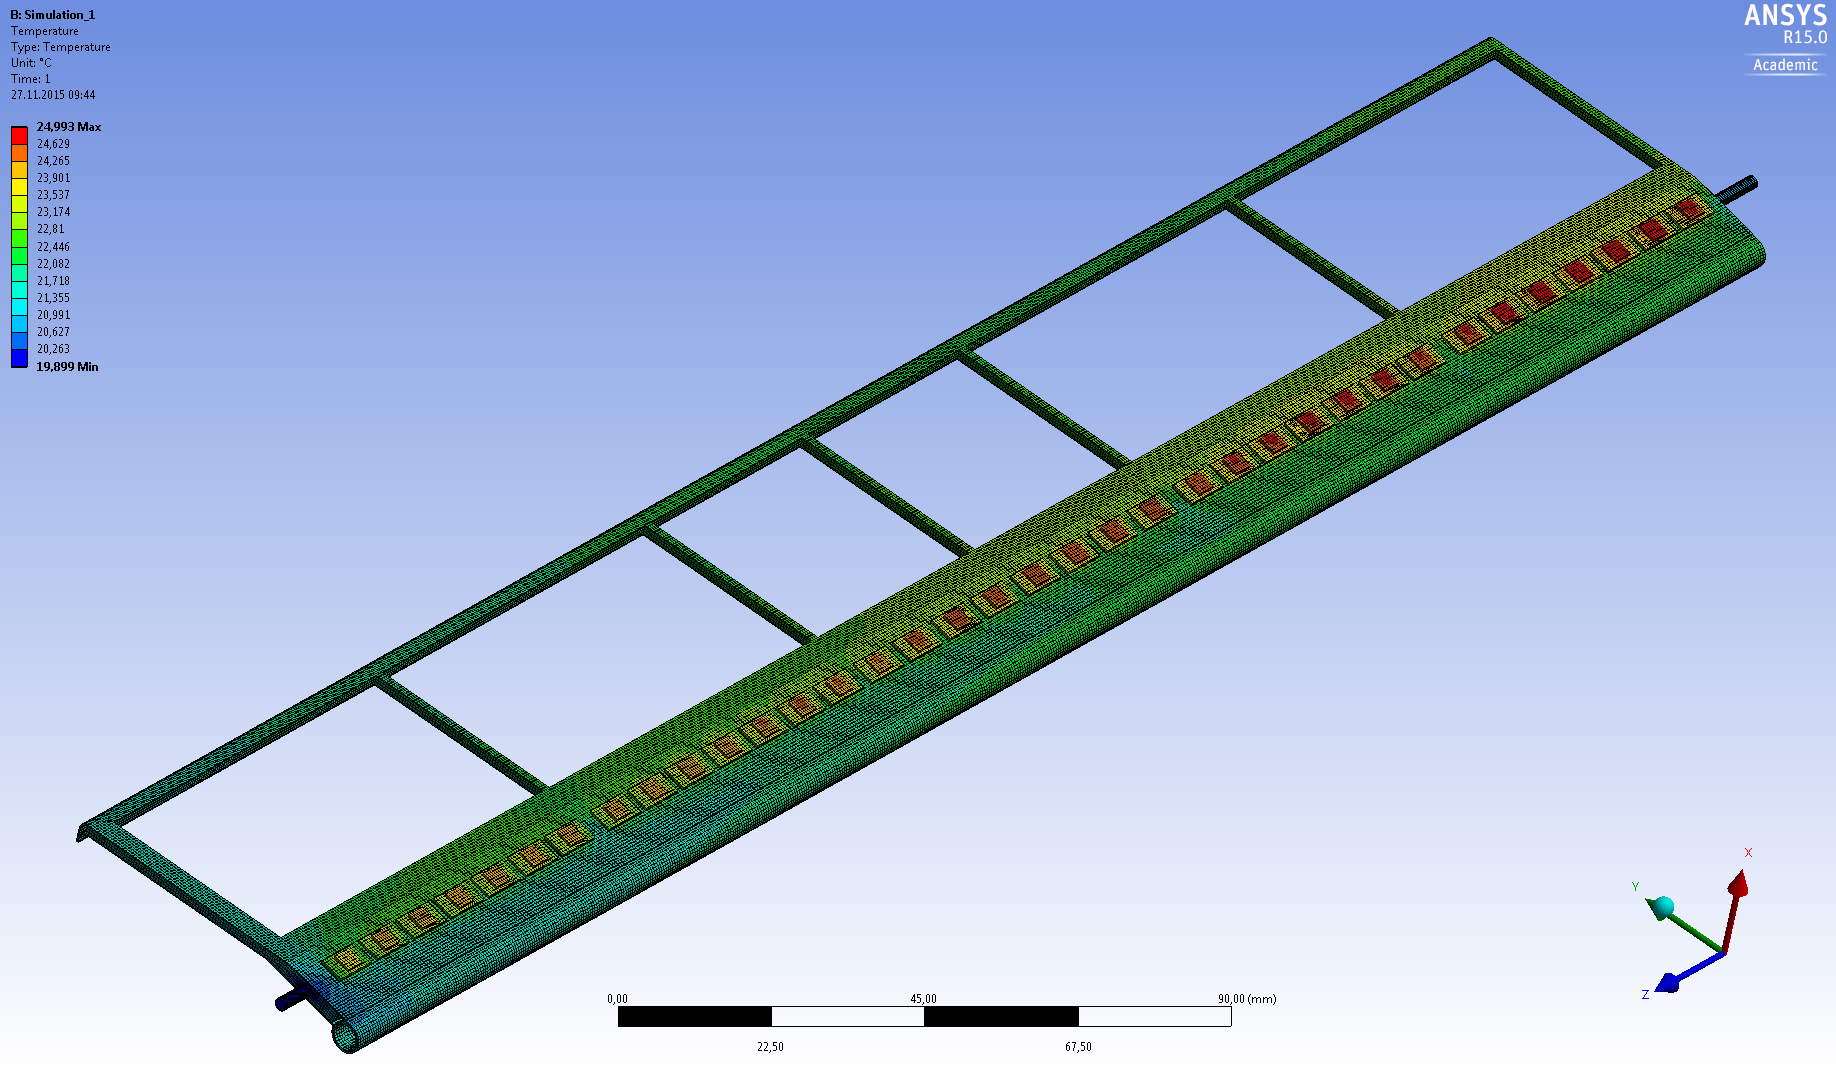 B: Simulation_1
Temperature
Type: Temperature
Unit: °C
Time: 1
27.11.2015 09:44
24,993 Max
24,629
24,265
23,901
23,537
23,174
22,81
22,446
22,082
21,718
21,355
20,991
20,627
20,263
19,899 Min
ANSYS
R15.0
Academic
0,00
45,00
90,00 (mm)
22,50
67,50
X
Y
Z